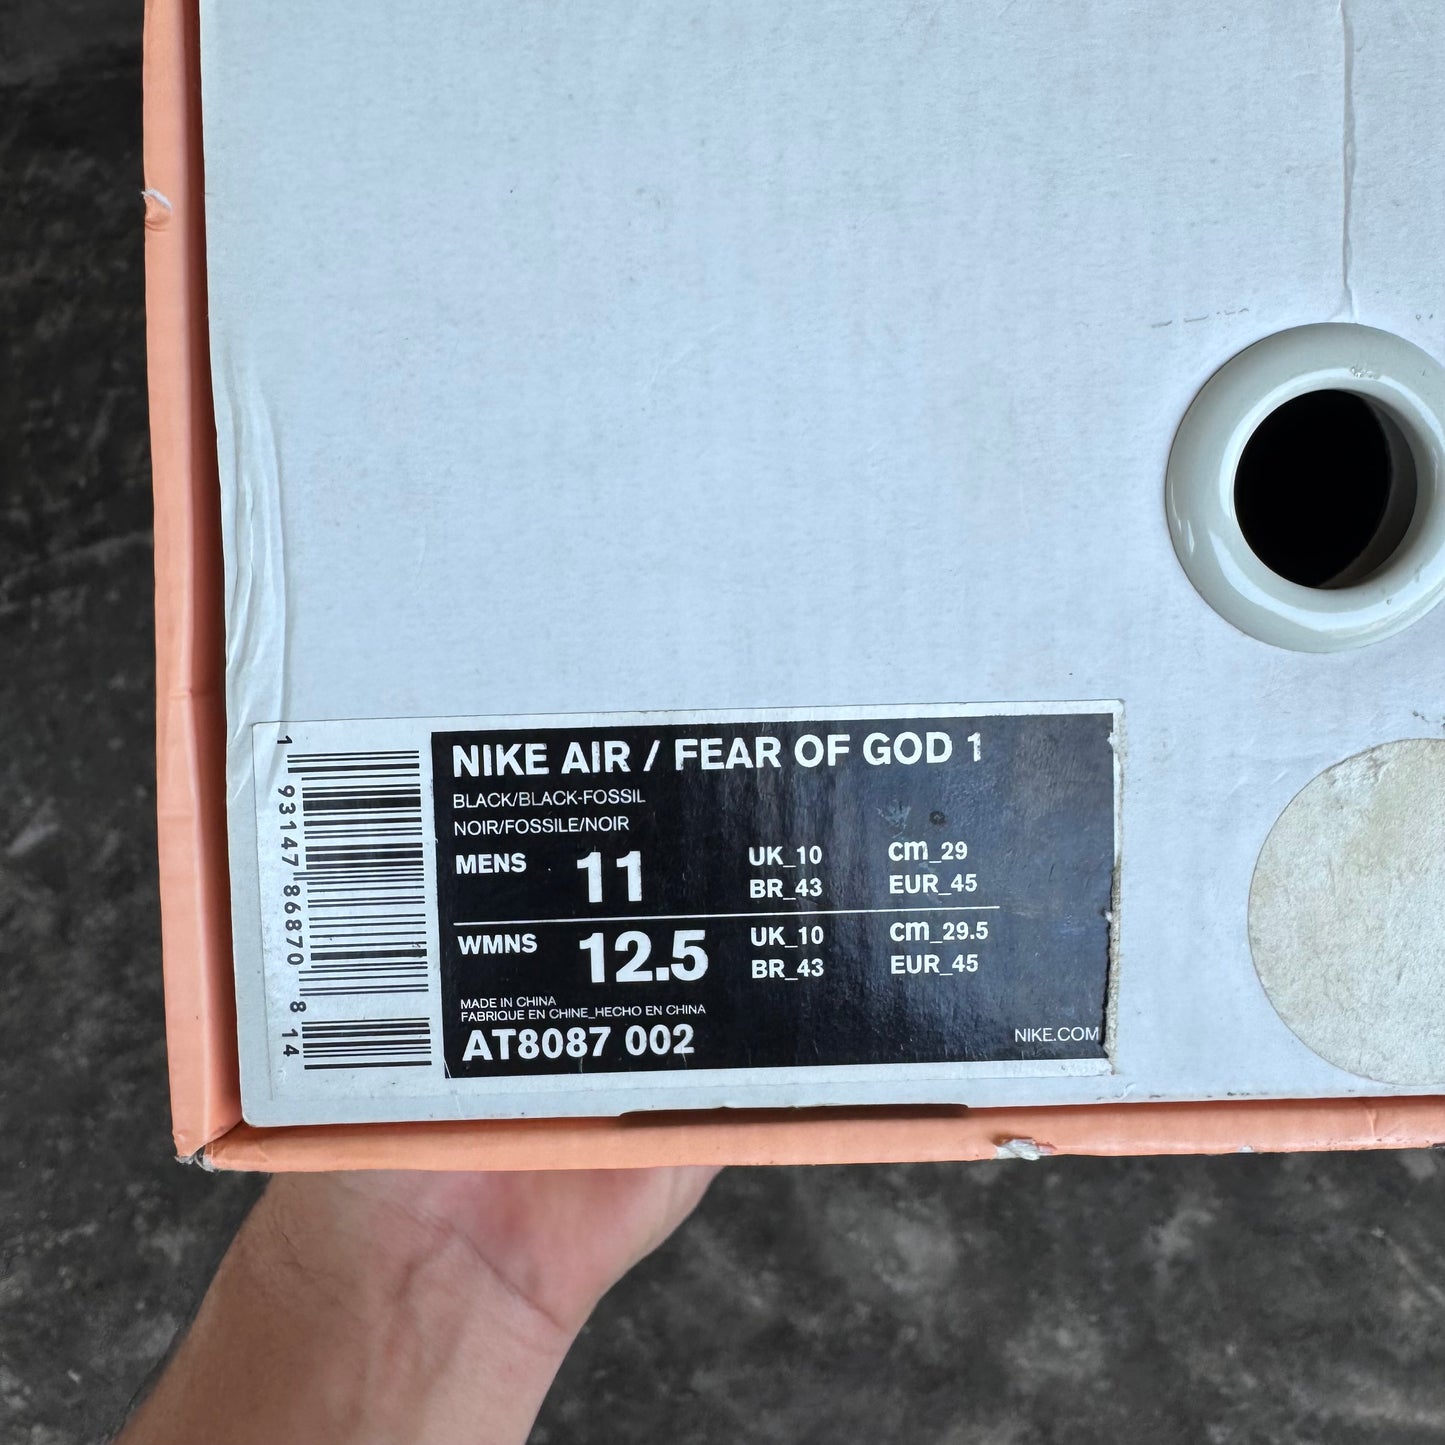 NIKE AIR / FEAR OF GOD 1
BLACK/BLACK-FOSSIL
NOIR/FOSSILE/NOIR
MENS 11 UK_10 cm_29
BR_43 EUR_45
WMNS 12.5 UK_10 cm_29.5
BR_43 EUR_45
MADE IN CHINA
FABRIQUE EN CHINE_HECHO EN CHINA
AT8087 002
NIKE.COM
1 93147 86870 8 14